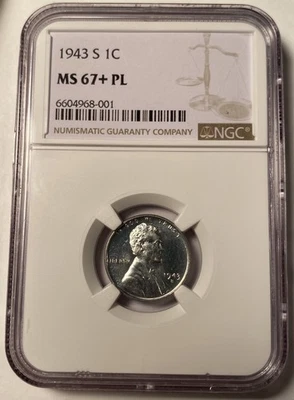 1943 S 1C
MS 67+ PL
6604968-001
NUMISMATIC GUARANTY COMPANY
NGC
LIBERTY
1943
S